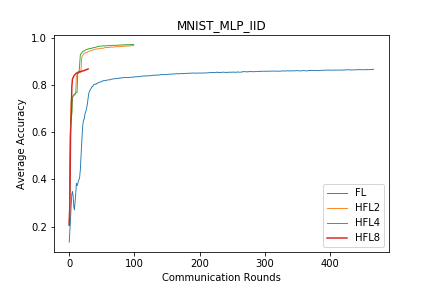 MNIST_MLP_IID
1.0
0.8
0.6
0.4
0.2
Average Accuracy
0
100
200
300
400
Communication Rounds
FL
HFL2
HFL4
HFL8